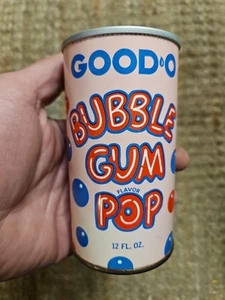 GOOD-O
BUBBLE
GUM
FLAVOR
POP
12 FL. OZ.